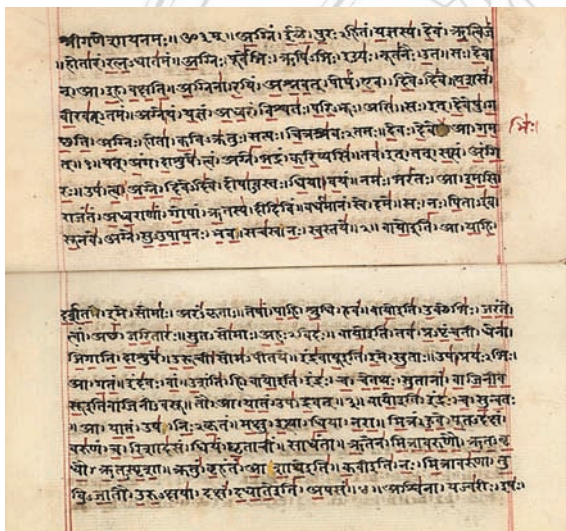 श्रीगणेशायनमः॥ॐ३म्॥अग्निं।ईळे।पुरःऽहितं।यज्ञस्य।देवं।ऋत्विजं
॥होतारं।रत्नऽधातमं॥अग्निः।पूर्वेभिः।ऋषिऽभिः।ईड्यः।नूतनैः।उत॥सः।देवा
न्।आ।इह।वक्षति॥अग्निना।रयिं।अश्नवत्।पोषं।एव।दिवेऽदिवे॥यशसं
वीरवत्ऽतमं॥अग्ने।यं।यज्ञं।अध्वरं।विश्वतः।परिऽभूः।असि॥सः।इत्।देवेषु।ग
च्छति॥अग्निः।होता।कविऽक्रतुः।सत्यः।चित्रश्रवःऽतमः॥देवः।देवे।आ।गम
भिः।
त्॥१॥यत्।अंग।दाशुषे।त्वं।अग्ने।भद्रं।करिष्यसि॥तव।इत्।तत्।सत्यं।अंगि
रः॥उप।त्वा।अग्ने।दिवेऽदिवे।दोषाऽवस्तः।धिया।वयं॥नमः।भरंतः।आ।इमसि
राजंतं।अध्वराणां।गोपां।ऋतस्य।दीदिविं॥वर्धमानं।स्वे।दमे॥सः।नः।पिताऽइव
सूनवे।अग्ने।सुऽउपायनः।भव॥सचस्व।नः।स्वस्तये॥२॥वायोइति।आ।याहि।
दर्शत।इमे।सोमाः।अरंऽकृताः॥तेषां।पाहि।श्रुधि।हवं॥वायोइति।उक्थेभिः।जरंते
त्वां।अच्छ।जरितारः॥सुतऽसोमाः।अहःऽविदः॥वायोइति।तव।प्रऽपृंचती।धेना
जिगाति।दाशुषे॥उरूची।सोमऽपीतये॥इंद्रवायूइति।इमे।सुताः॥उप।प्रयःऽभिः।
आ।गतं॥इंदवः।वां।उशंति।हि॥वायोइति।इंद्रः।च।चेतथः।सुतानां।वाजिनीव
सूइतिवाजिनीऽवसू॥तौ।आ।यातं।उप।द्रवत्॥३॥वायोइति।इंद्रः।च।सुन्वतः
॥आ।यातं।उप।निःऽकृतं॥मक्षु।इत्था।धिया।नरा॥मित्रं।हुवे।पूतऽदक्षं
वरुणं।च।रिशादसं॥धियं।घृताचीं॥साधंता॥ऋतेन।मित्रावरुणौ।ऋतऽवृ
धौ।ऋतऽस्पृशा॥क्रतुं।बृहंतं।आशाथेइति॥कवीइति।नः।मित्रावरुणा।तु
विऽजातौ।उरुऽक्षया॥दक्षं।दधातेइति।अपसं॥४॥अश्विना।यज्वरीः।इषः।